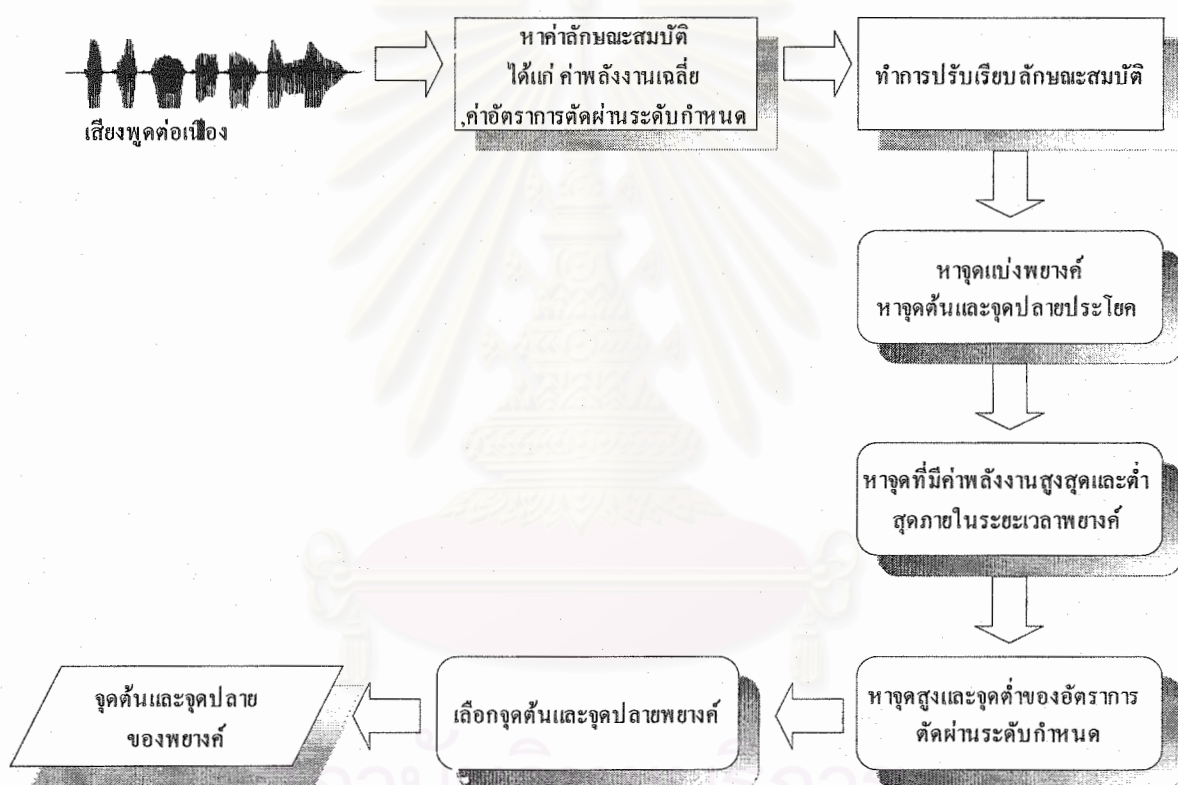 หาค่าลักษณะสมบัติ
ได้แก่ ค่าพลังงานเฉลี่ย
,ค่าอัตราการตัดผ่านระดับกำหนด
ทำการปรับเรียบลักษณะสมบัติ
เสียงพูดต่อเนื่อง
หาจุดแบ่งพยางค์
หาจุดต้นและจุดปลายประโยค
หาจุดที่มีค่าพลังงานสูงสุดและต่ำ
สุดภายในระยะเวลาพยางค์
หาจุดสูงและจุดต่ำของอัตราการ
ตัดผ่านระดับกำหนด
เลือกจุดต้นและจุดปลายพยางค์
จุดต้นและจุดปลาย
ของพยางค์